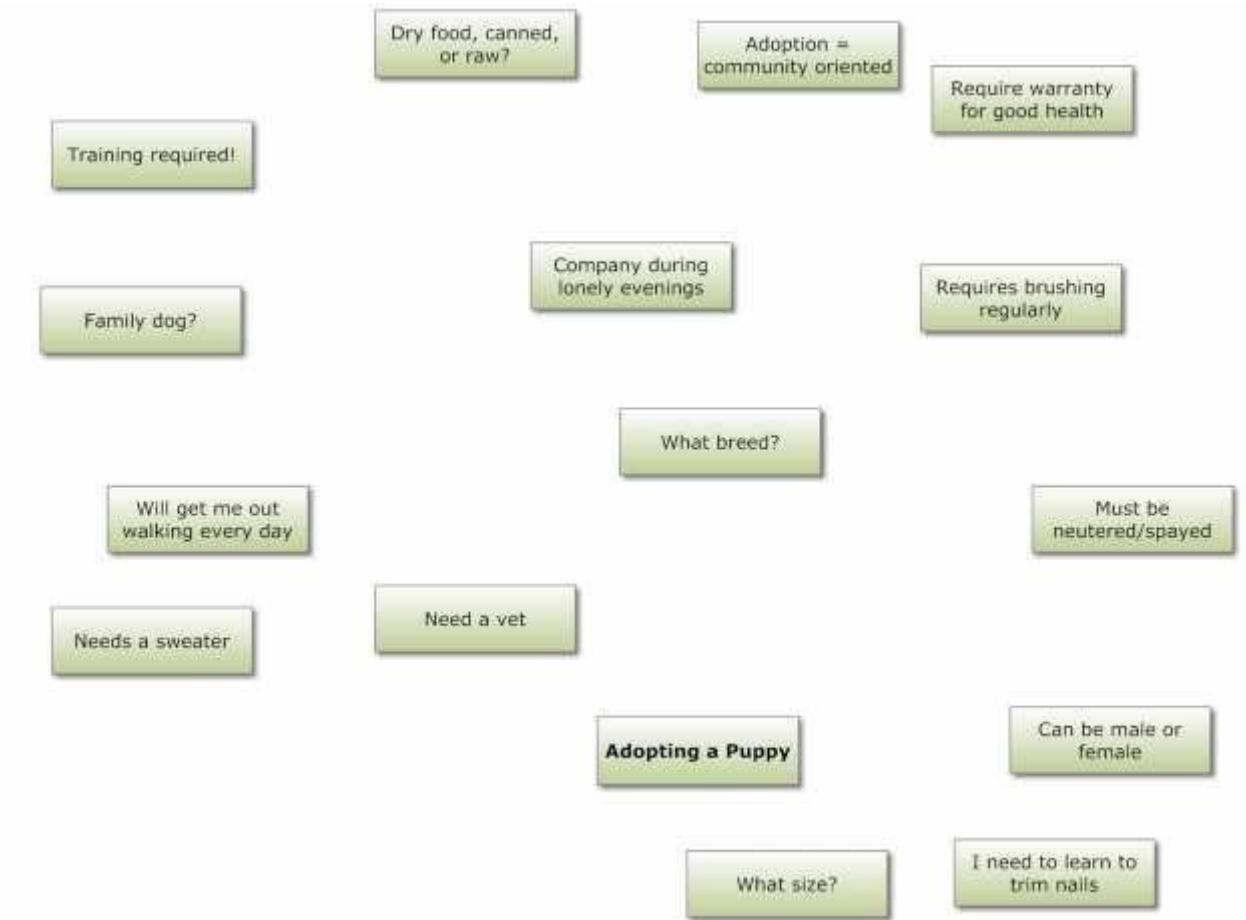 Dry food, canned,
or raw?
Adoption =
community oriented
Require warranty
for good health
Training required!
Company during
lonely evenings
Requires brushing
regularly
Family dog?
What breed?
Will get me out
walking every day
Must be
neutered/spayed
Need a vet
Needs a sweater
Adopting a Puppy
Can be male or
female
What size?
I need to learn to
trim nails